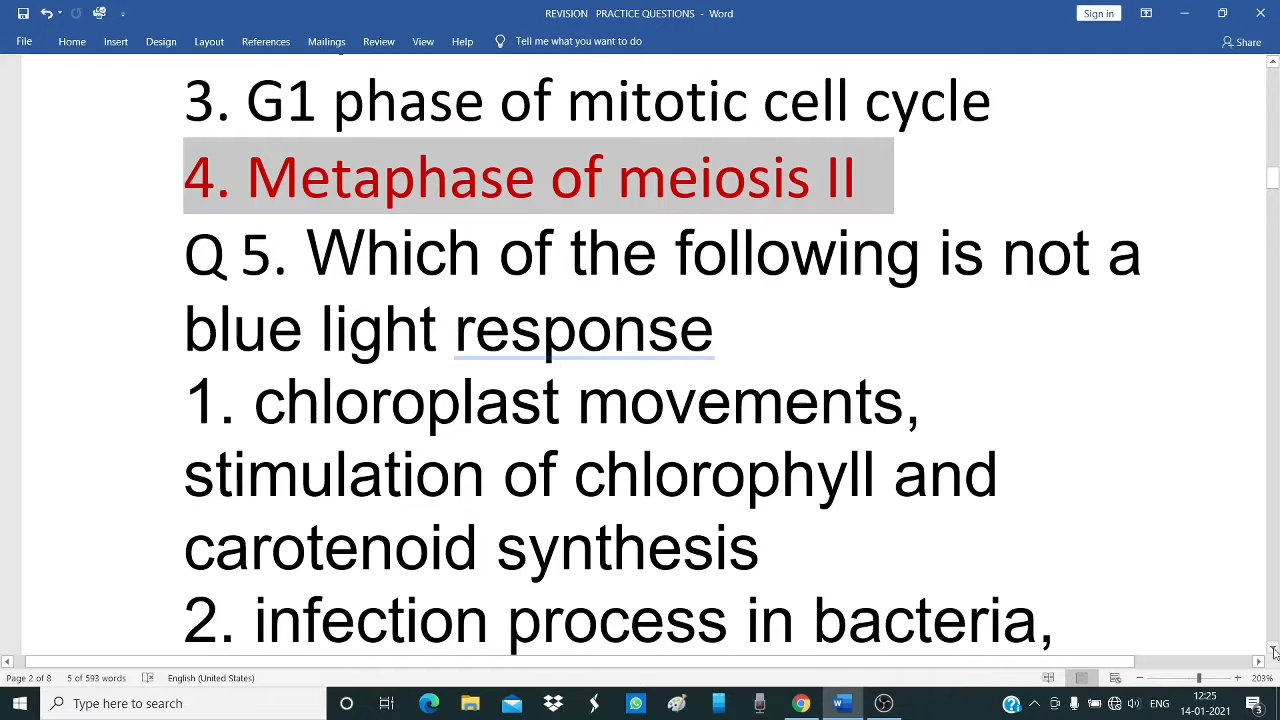 REVISION PRACTICE QUESTIONS - Word
Sign in
File Home Insert Design Layout References Mailings Review View Help Tell me what you want to do Share
3. G1 phase of mitotic cell cycle
4. Metaphase of meiosis II
Q 5. Which of the following is not a
blue light response
1. chloroplast movements,
stimulation of chlorophyll and
carotenoid synthesis
2. infection process in bacteria,
Page 2 of 8 5 of 593 words English (United States) 203%
Type here to search
ENG
12:25
14-01-2021
3